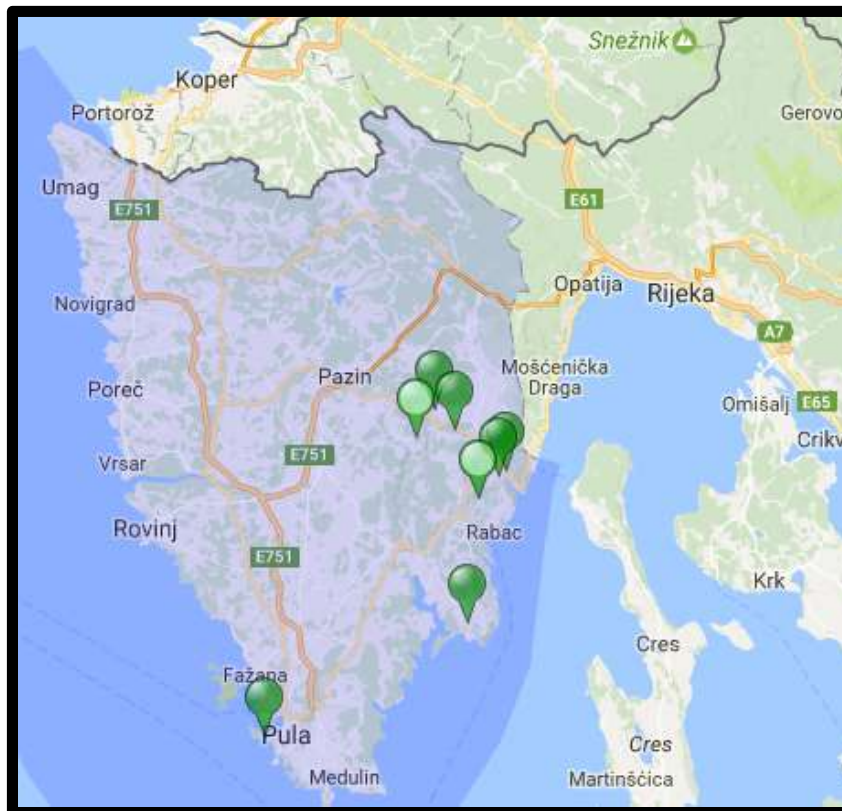 Snežnik
Koper
Portorož
Gerovo
Umag
E751
E61
Novigrad
Opatija
Rijeka
A7
Pazin
Mošćenička
Draga
Poreč
Omišalj
E65
Crikv
E751
Vrsar
Rovinj
Rabac
E751
Krk
Cres
Fažana
Pula
Cres
Medulin
Martinšćica